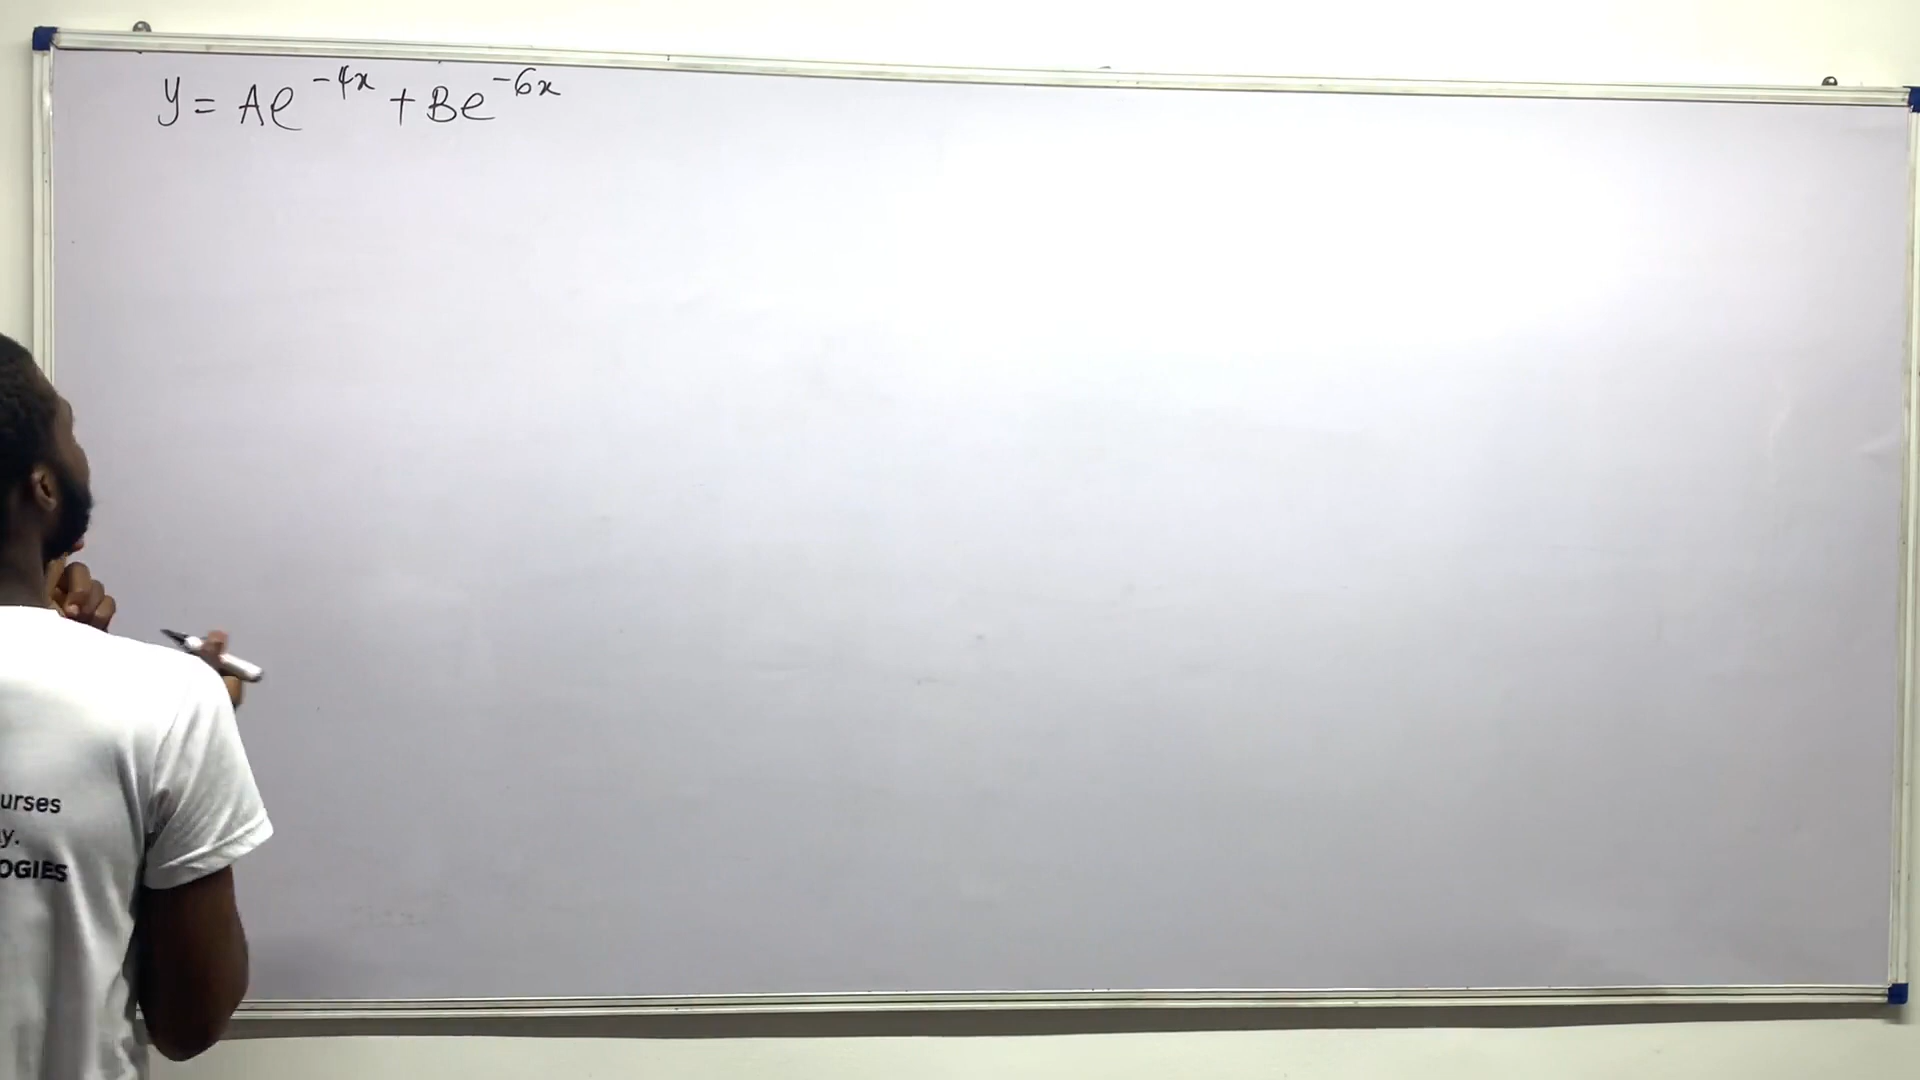 y = Ae^{-4x} + Be^{-6x}
urses
y.
OGIES